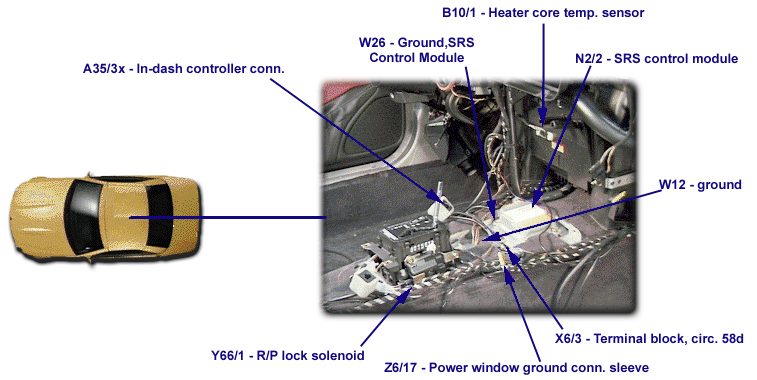 B10/1 - Heater core temp. sensor
W26 - Ground,SRS
Control Module
N2/2 - SRS control module
A35/3x - In-dash controller conn.
W12 - ground
X6/3 - Terminal block, circ. 58d
Y66/1 - R/P lock solenoid
Z6/17 - Power window ground conn. sleeve